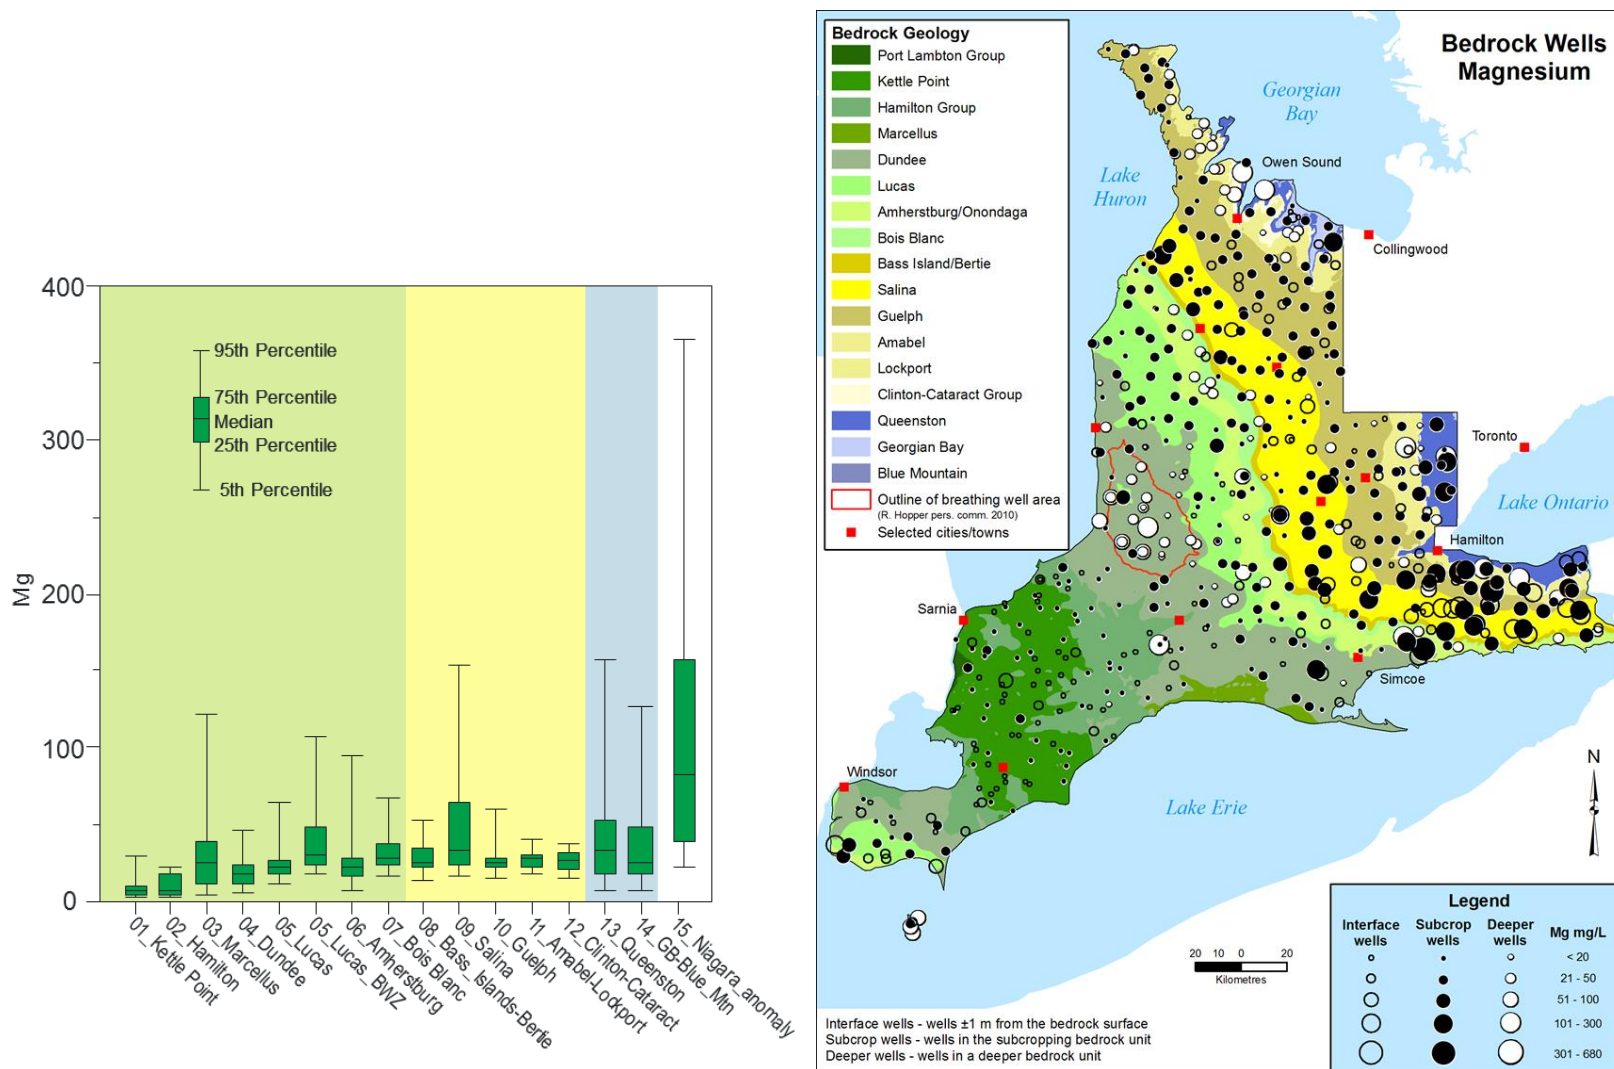 400
300
200
100
0
Mg
95th Percentile
75th Percentile
Median
25th Percentile
5th Percentile
01_Kettle Point
02_Hamilton
03_Marcellus
04_Dundee
05_Lucas
05_Lucas_BWZ
06_Amherstburg
07_Bois Blanc
08_Bass_Islands-Bertie
09_Salina
10_Guelph
11_Amabel-Lockport
12_Clinton-Cataract
13_Queenston
14_GB-Blue_Mtn
15_Niagara_anomaly
Bedrock Geology
Port Lambton Group
Kettle Point
Hamilton Group
Marcellus
Dundee
Lucas
Amherstburg/Onondaga
Bois Blanc
Bass Island/Bertie
Salina
Guelph
Amabel
Lockport
Clinton-Cataract Group
Queenston
Georgian Bay
Blue Mountain
Outline of breathing well area
(R. Hopper pers. comm. 2010)
Selected cities/towns
Bedrock Wells
Magnesium
Georgian
Bay
Owen Sound
Lake
Huron
Collingwood
Toronto
Lake Ontario
Hamilton
Sarnia
Simcoe
Windsor
Lake Erie
N
20 10 0 20
Kilometres
Interface wells - wells ±1 m from the bedrock surface
Subcrop wells - wells in the subcropping bedrock unit
Deeper wells - wells in a deeper bedrock unit
Legend
Interface wells
Subcrop wells
Deeper wells
Mg mg/L
< 20
21 - 50
51 - 100
101 - 300
301 - 680